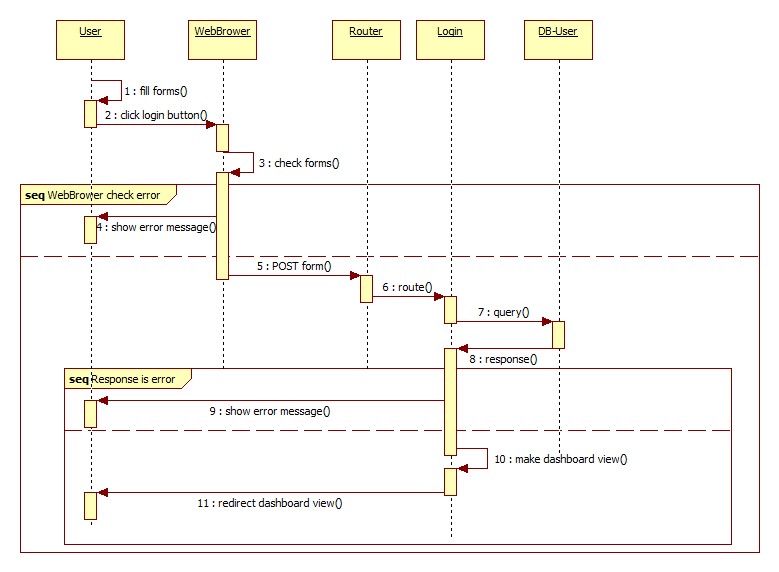 User
WebBrower
Router
Login
DB-User
1 : fill forms()
2 : click login button()
3 : check forms()
seq WebBrower check error
4 : show error message()
5 : POST form()
6 : route()
7 : query()
8 : response()
seq Response is error
9 : show error message()
10 : make dashboard view()
11 : redirect dashboard view()